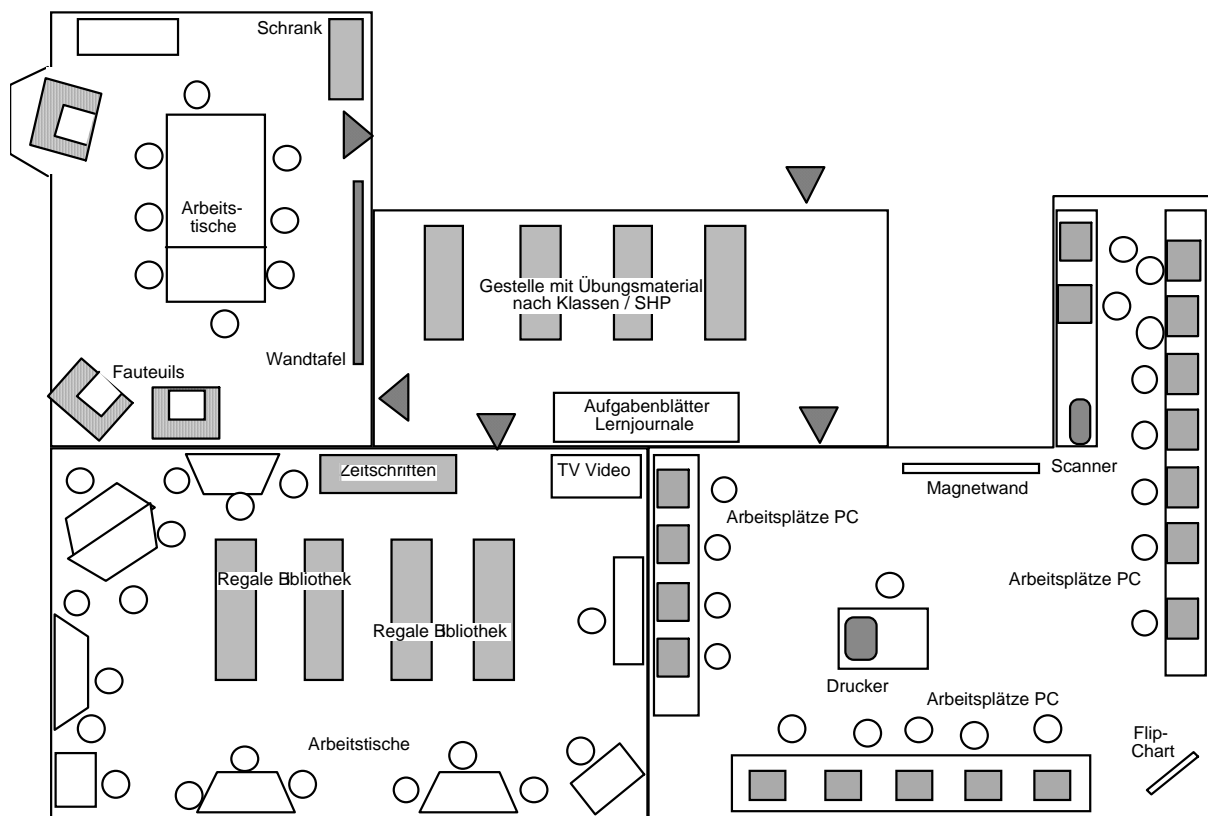 Schrank
Arbeits-
tische
Gestelle mit Übungsmaterial
nach Klassen / SHP
Wandtafel
Fauteuils
Aufgabenblätter
Lernjournale
Zeitschriften
TV Video
Scanner
Magnetwand
Arbeitsplätze PC
Regale Bibliothek
Arbeitsplätze PC
Regale Bibliothek
Drucker
Arbeitsplätze PC
Arbeitstische
Flip-
Chart